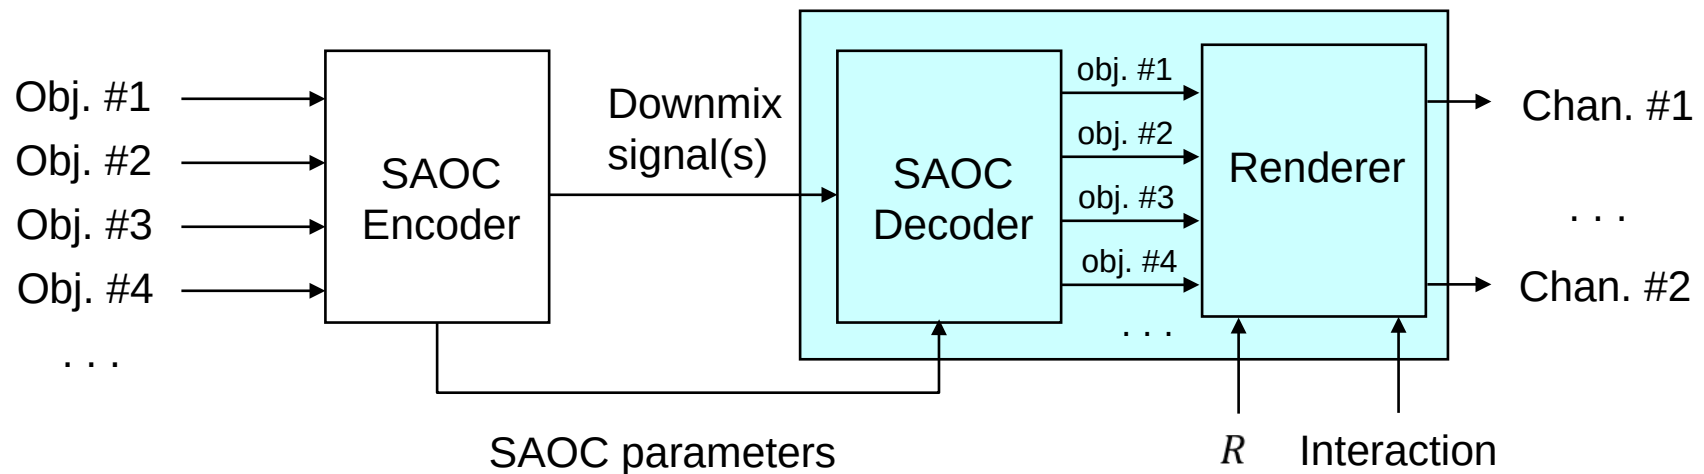 Obj. #1
Obj. #2
Obj. #3
Obj. #4
. . .
SAOC
Encoder
Downmix
signal(s)
SAOC parameters
SAOC
Decoder
obj. #1
obj. #2
obj. #3
obj. #4
. . .
Renderer
R
Interaction
Chan. #1
. . .
Chan. #2